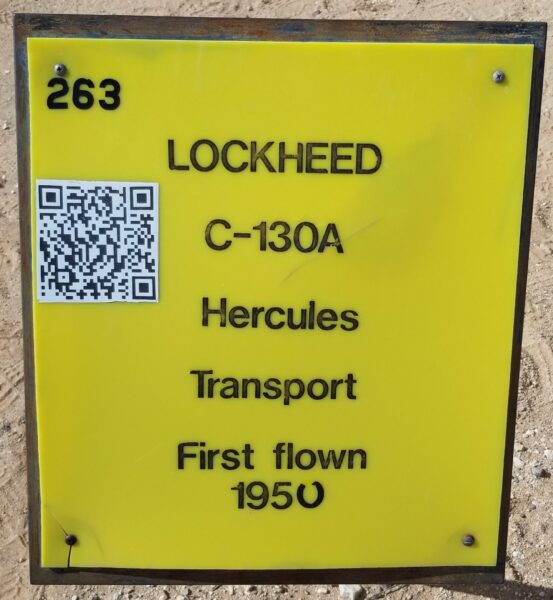 263
LOCKHEED
C-130A
Hercules
Transport
First flown
1950